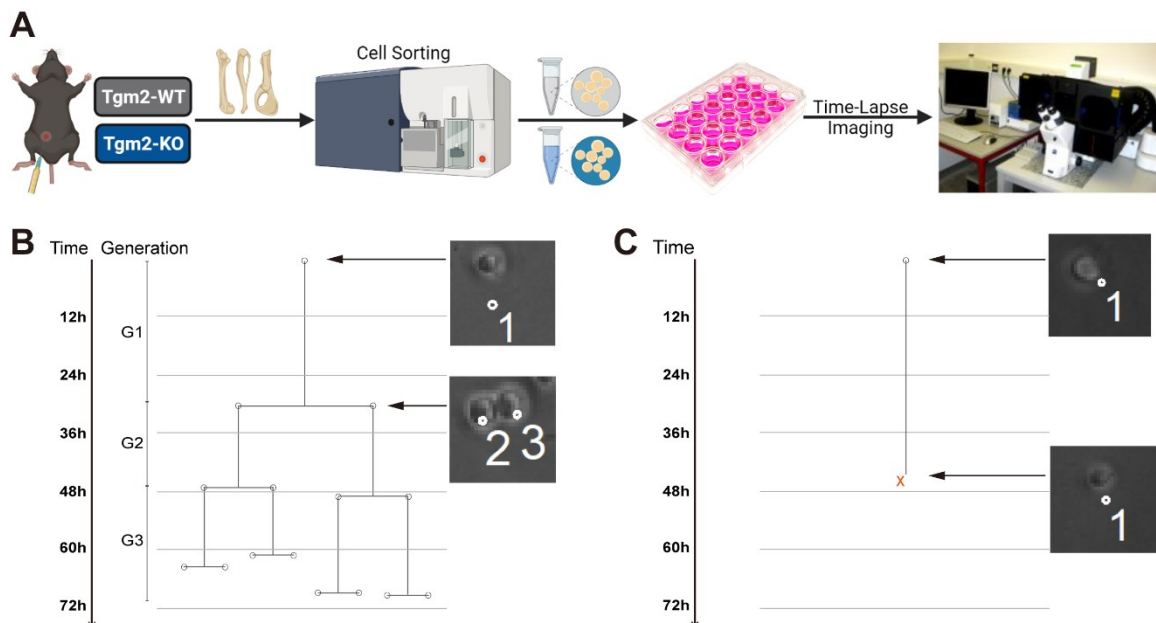 A
Tgm2-WT
Tgm2-KO
Cell Sorting
Time-Lapse
Imaging
B
Time Generation
12h
24h
36h
48h
60h
72h
G1
G2
G3
1
2 3
C
Time
12h
24h
36h
48h
60h
72h
X
1
1